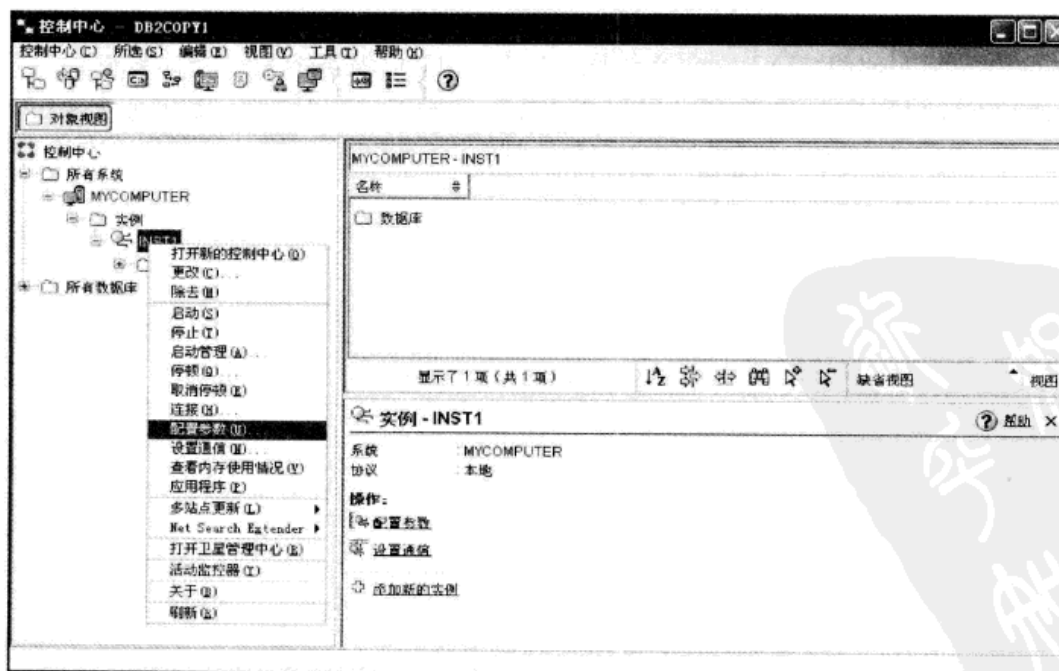 控制中心 - DB2COPY1
控制中心(C) 所选(S) 编辑(E) 视图(V) 工具(T) 帮助(H)
对象视图
控制中心
所有系统
MYCOMPUTER
实例
INST1
所有数据库
打开新的控制中心(O)
更改(C)...
除去(M)
启动(S)
停止(T)
启动管理(A)...
停顿(Q)...
取消停顿(E)
连接(H)...
配置参数(U)...
设置通信(W)...
查看内存使用情况(V)
应用程序(P)
多站点更新(L)
Net Search Extender
打开卫星管理中心(E)
活动监控器(Y)
关于(B)
刷新(R)
MYCOMPUTER - INST1
名称
数据库
显示了 1 项(共 1 项)
缺省视图
视图
实例 - INST1
帮助
系统 : MYCOMPUTER
协议 : 本地
操作:
配置参数
设置通信
添加新的实例